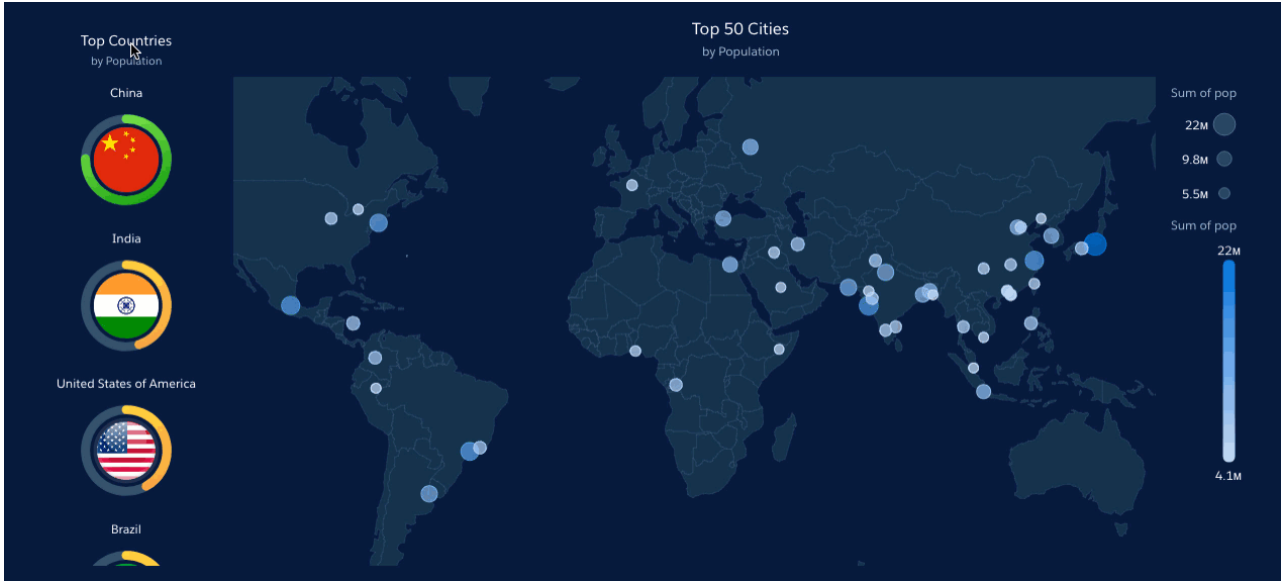 Top Countries
by Population
China
India
United States of America
Brazil
Top 50 Cities
by Population
Sum of pop
22M
9.8M
5.5M
Sum of pop
22M
4.1M